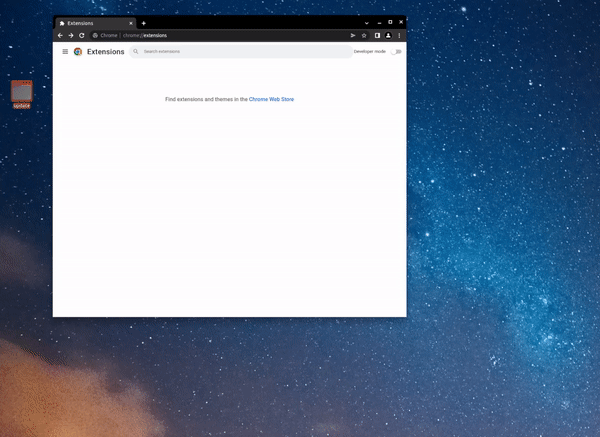 Extensions
Chrome | chrome://extensions
Extensions
Search extensions
Developer mode
update
Find extensions and themes in the Chrome Web Store